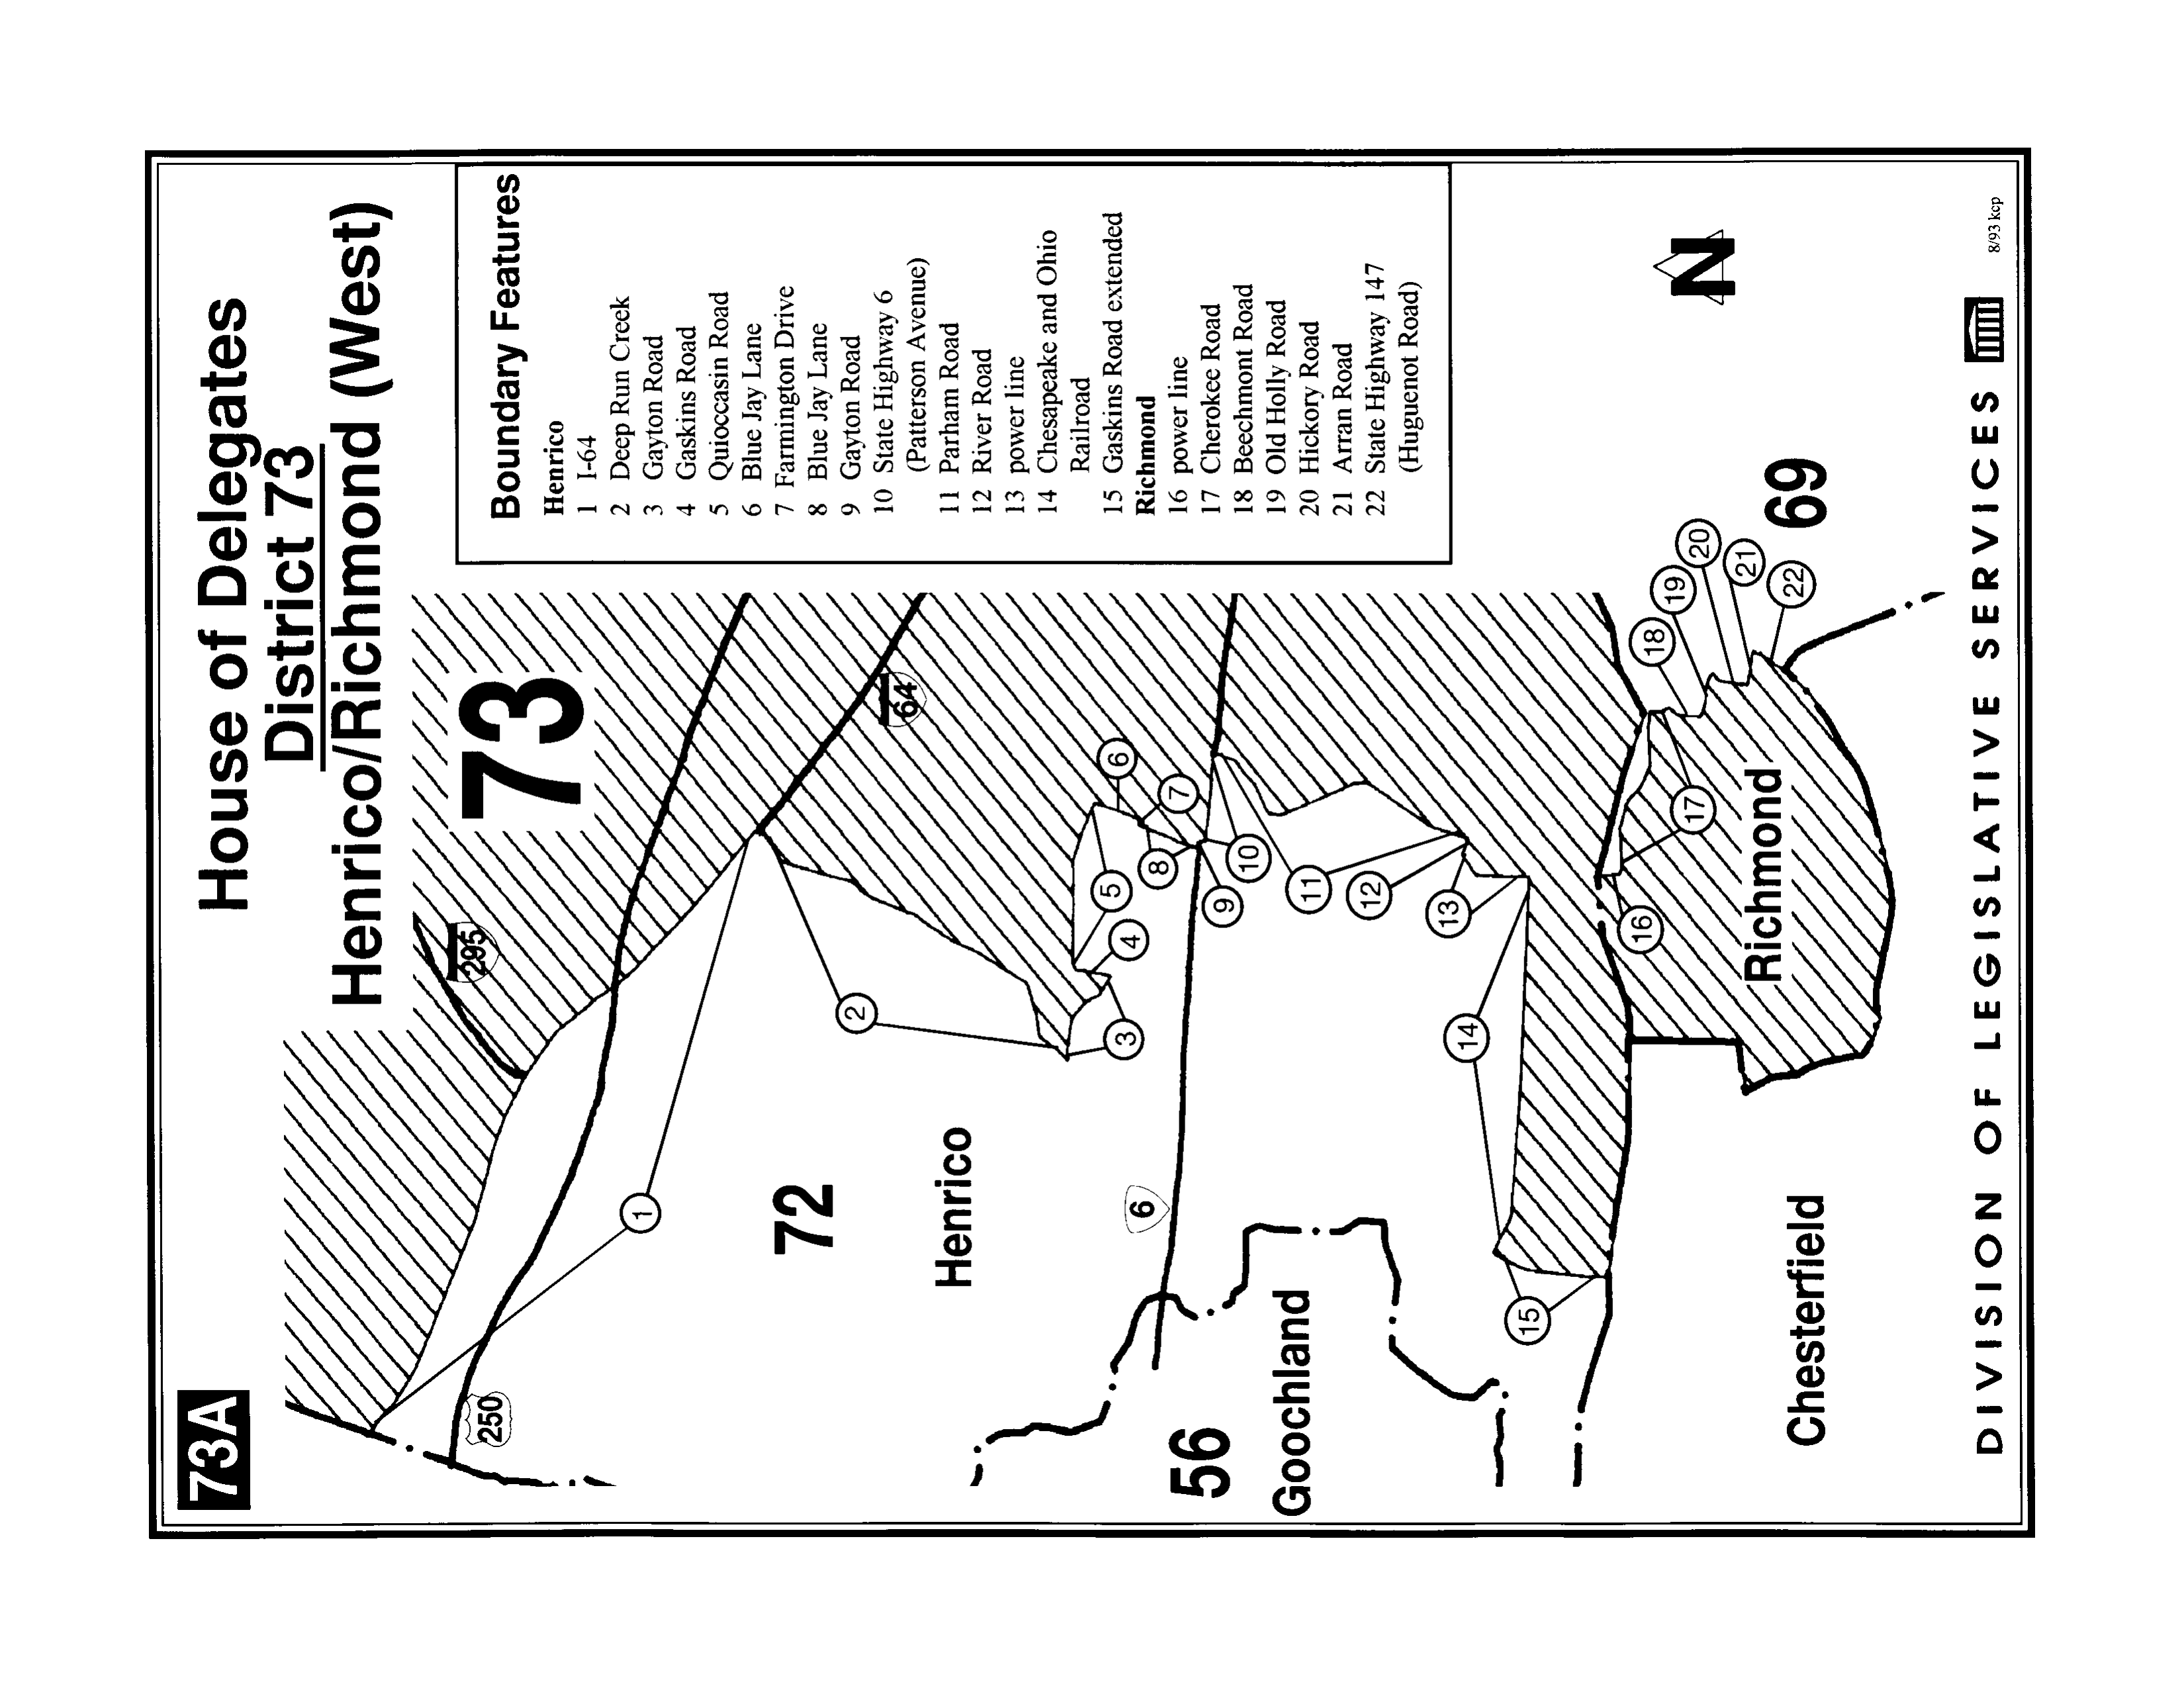 73A
House of Delegates
District 73
Henrico/Richmond (West)
Boundary Features
Henrico
1 I-64
2 Deep Run Creek
3 Gayton Road
4 Gaskins Road
5 Quioccasin Road
6 Blue Jay Lane
7 Farmington Drive
8 Blue Jay Lane
9 Gayton Road
10 State Highway 6
(Patterson Avenue)
11 Parham Road
12 River Road
13 power line
14 Chesapeake and Ohio
Railroad
15 Gaskins Road extended
Richmond
16 power line
17 Cherokee Road
18 Beechmont Road
19 Old Holly Road
20 Hickory Road
21 Arran Road
22 State Highway 147
(Huguenot Road)
73
295
250
64
1
72
2
Henrico
3
4
5
6
7
8
9
10
6
11
12
13
14
15
56
Goochland
16
17
18
19
20
21
22
69
Richmond
Chesterfield
N
DIVISION OF LEGISLATIVE SERVICES
8/93 kcp